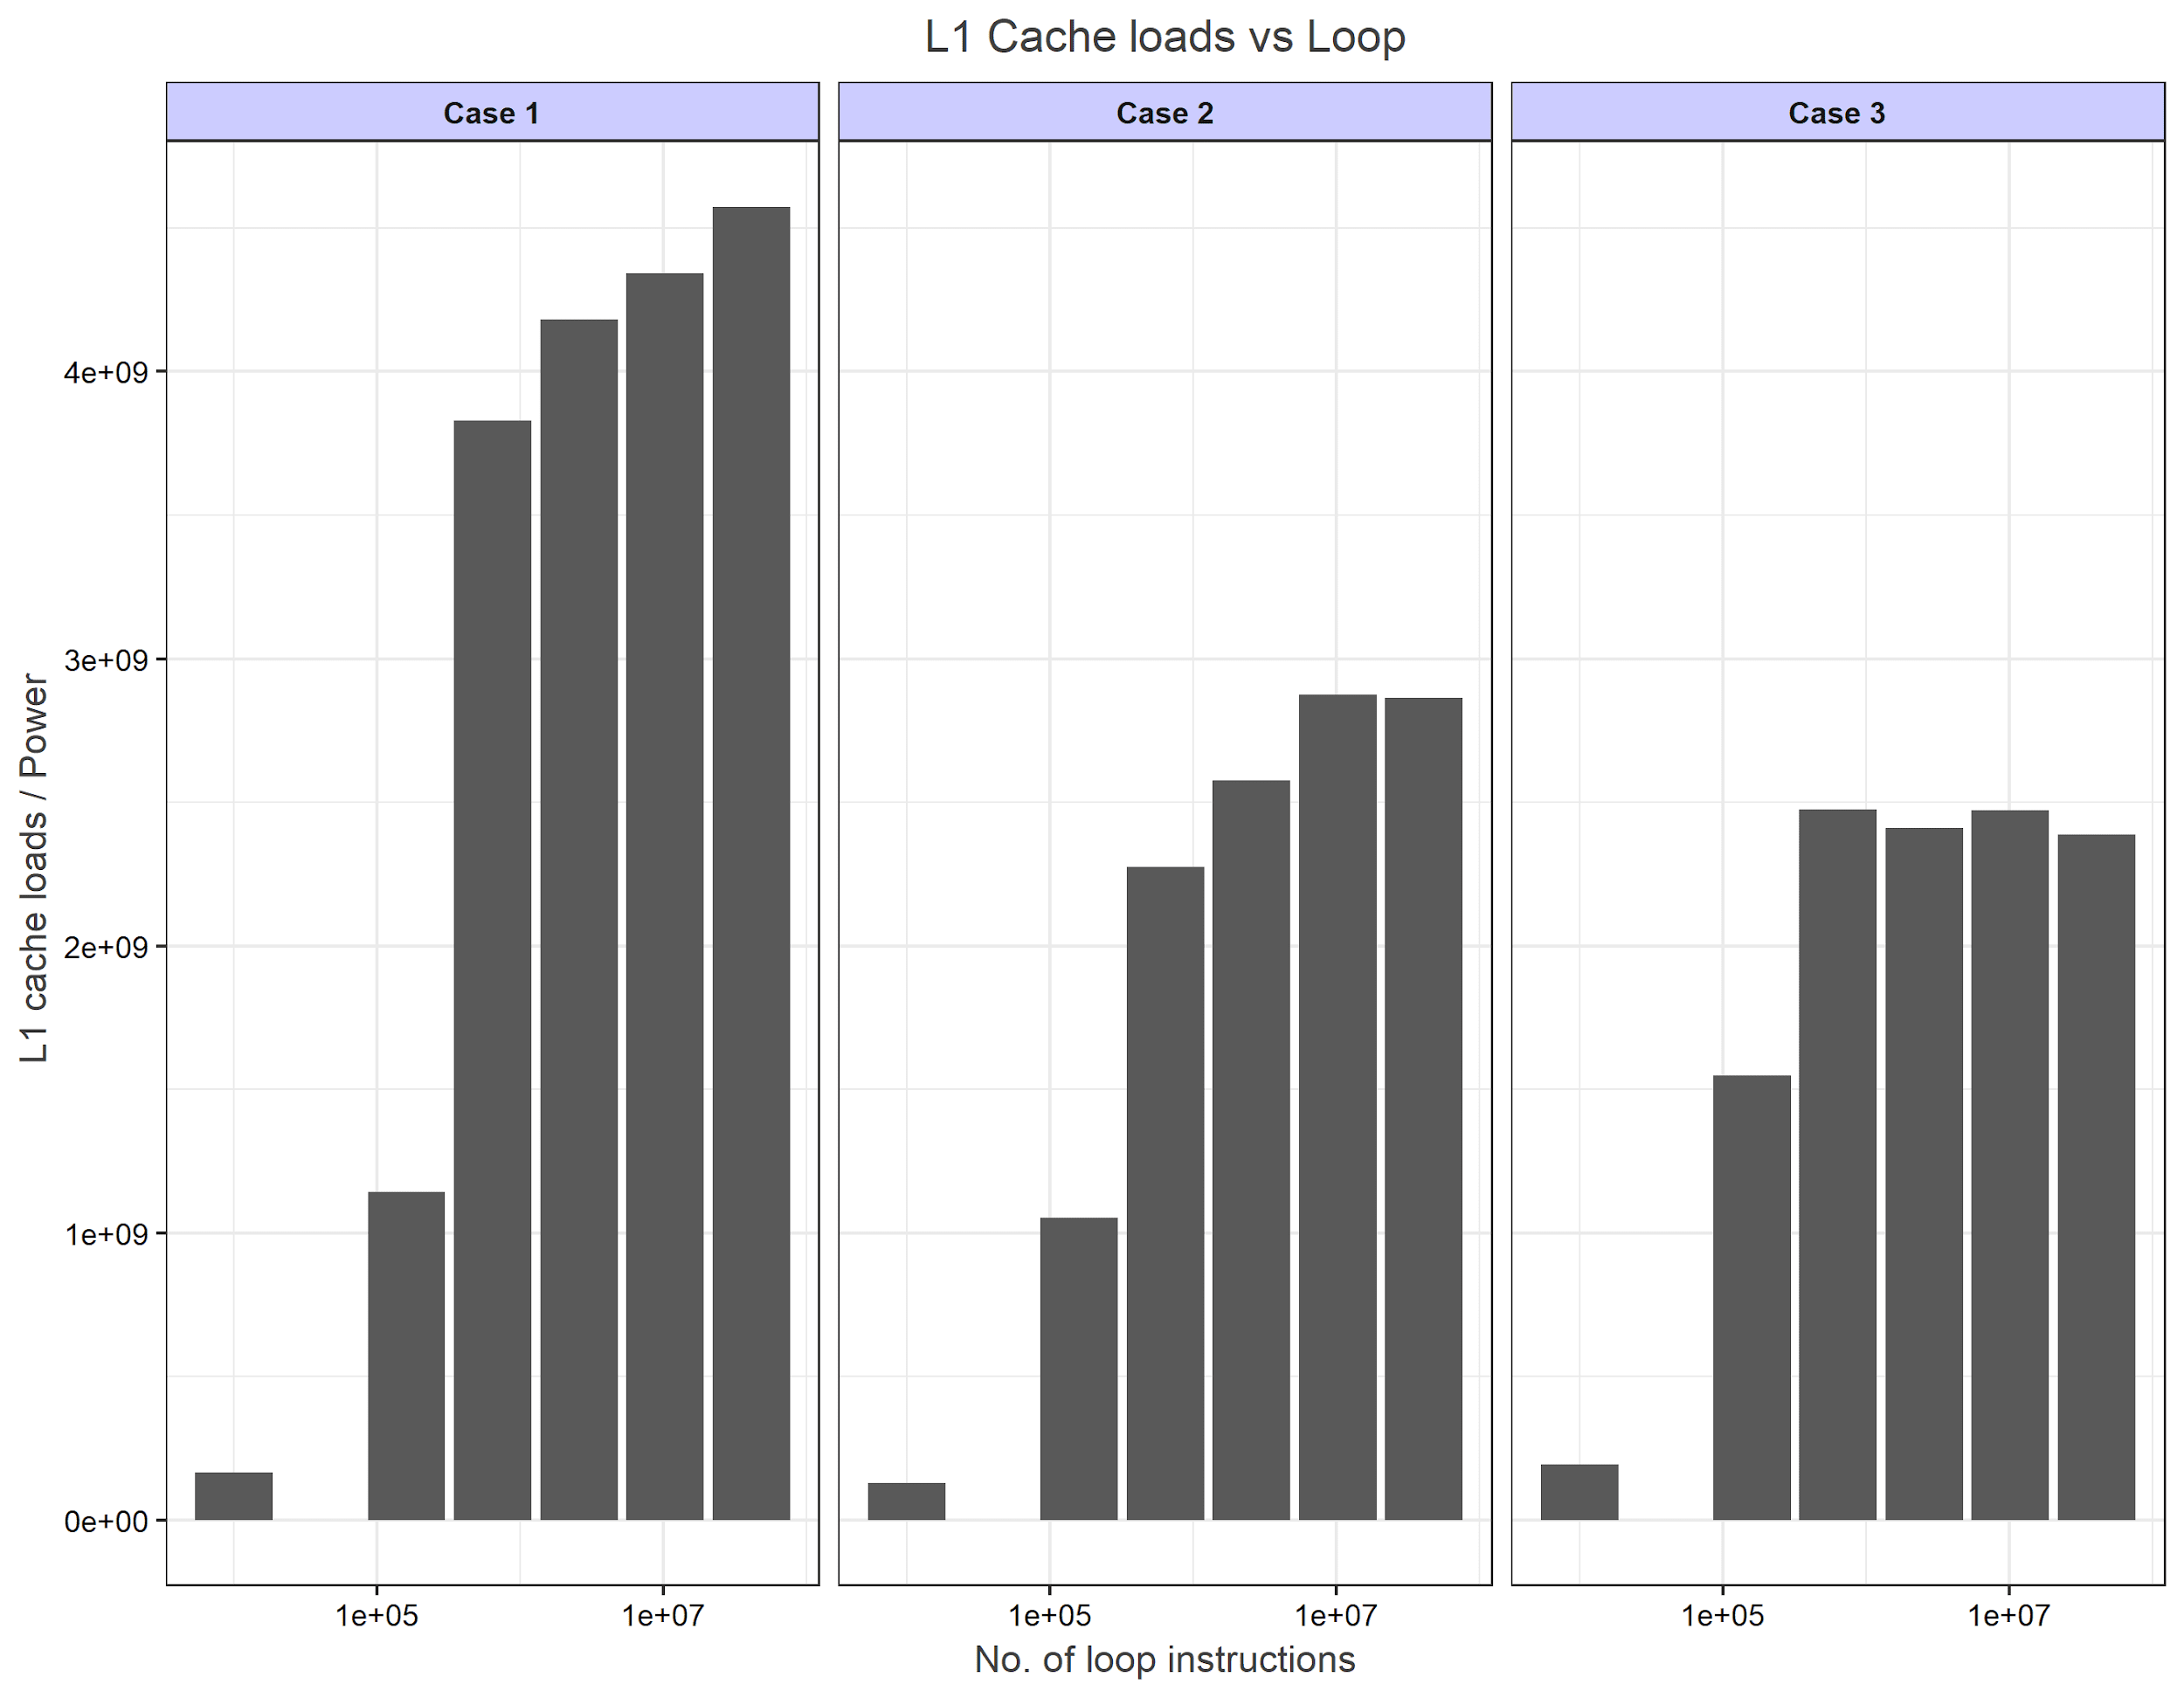 L1 Cache loads vs Loop
Case 1
Case 2
Case 3
L1 cache loads / Power
4e+09
3e+09
2e+09
1e+09
0e+00
1e+05
1e+07
1e+05
1e+07
1e+05
1e+07
No. of loop instructions